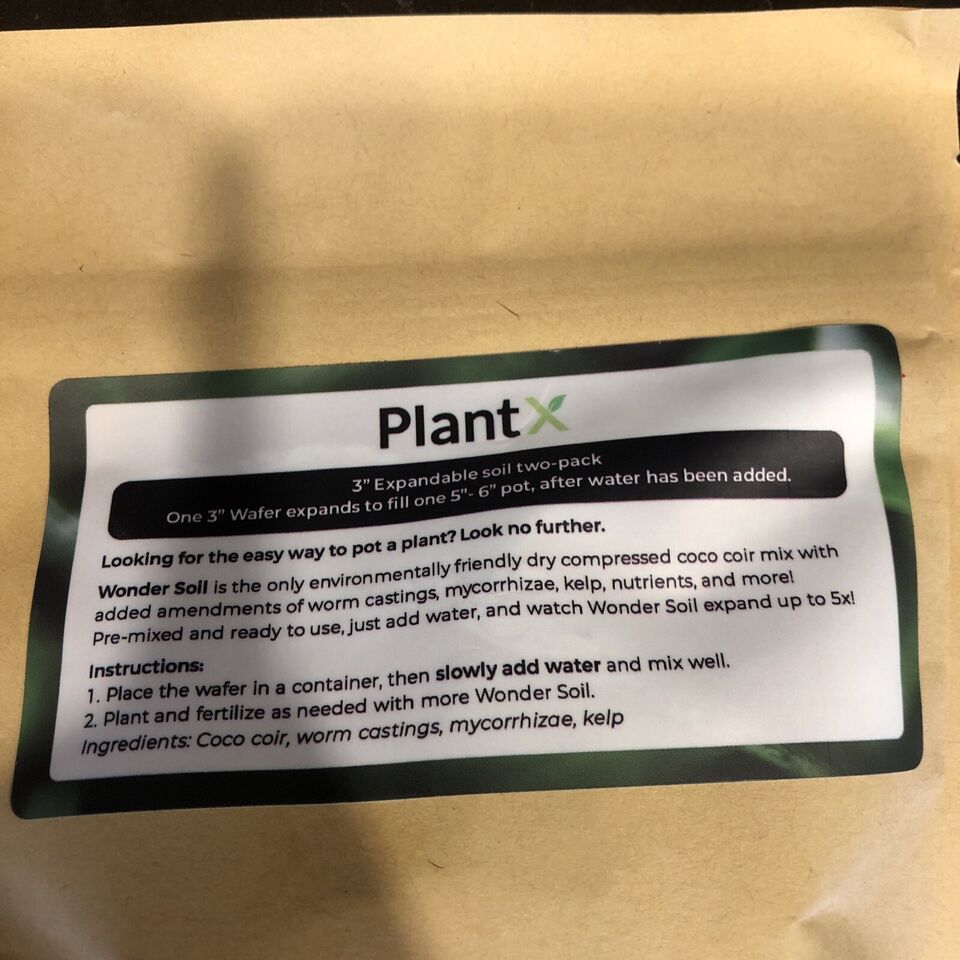 PlantX
3" Expandable soil two-pack
One 3" Wafer expands to fill one 5"- 6" pot, after water has been added.
Looking for the easy way to pot a plant? Look no further.
Wonder Soil is the only environmentally friendly dry compressed coco coir mix with
added amendments of worm castings, mycorrhizae, kelp, nutrients, and more!
Pre-mixed and ready to use, just add water, and watch Wonder Soil expand up to 5x!
Instructions:
1. Place the wafer in a container, then slowly add water and mix well.
2. Plant and fertilize as needed with more Wonder Soil.
Ingredients: Coco coir, worm castings, mycorrhizae, kelp